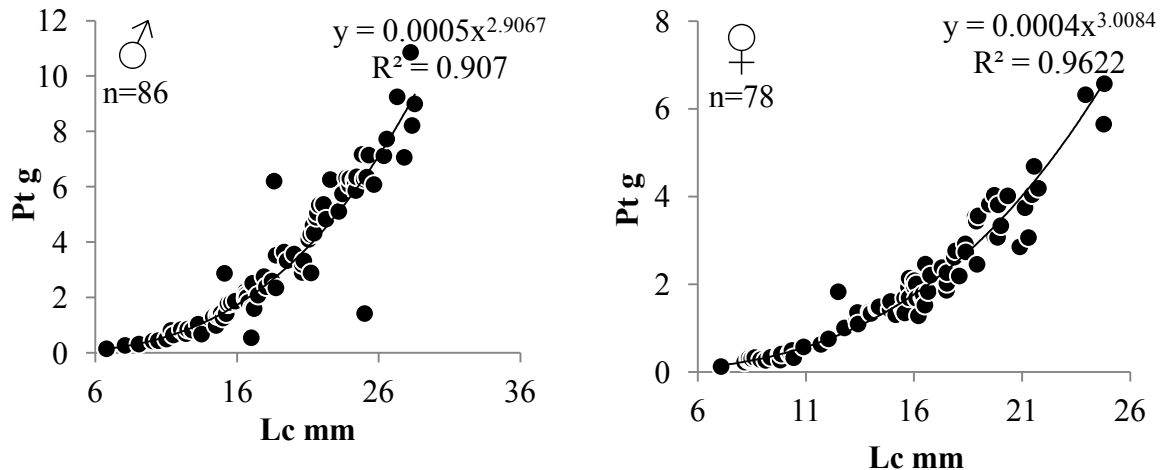 ♂
n=86
y = 0.0005x^2.9067
R² = 0.907
12
10
8
6
4
2
0
Pt g
6 16 26 36
Lc mm
♀
n=78
y = 0.0004x^3.0084
R² = 0.9622
8
6
4
2
0
Pt g
6 11 16 21 26
Lc mm